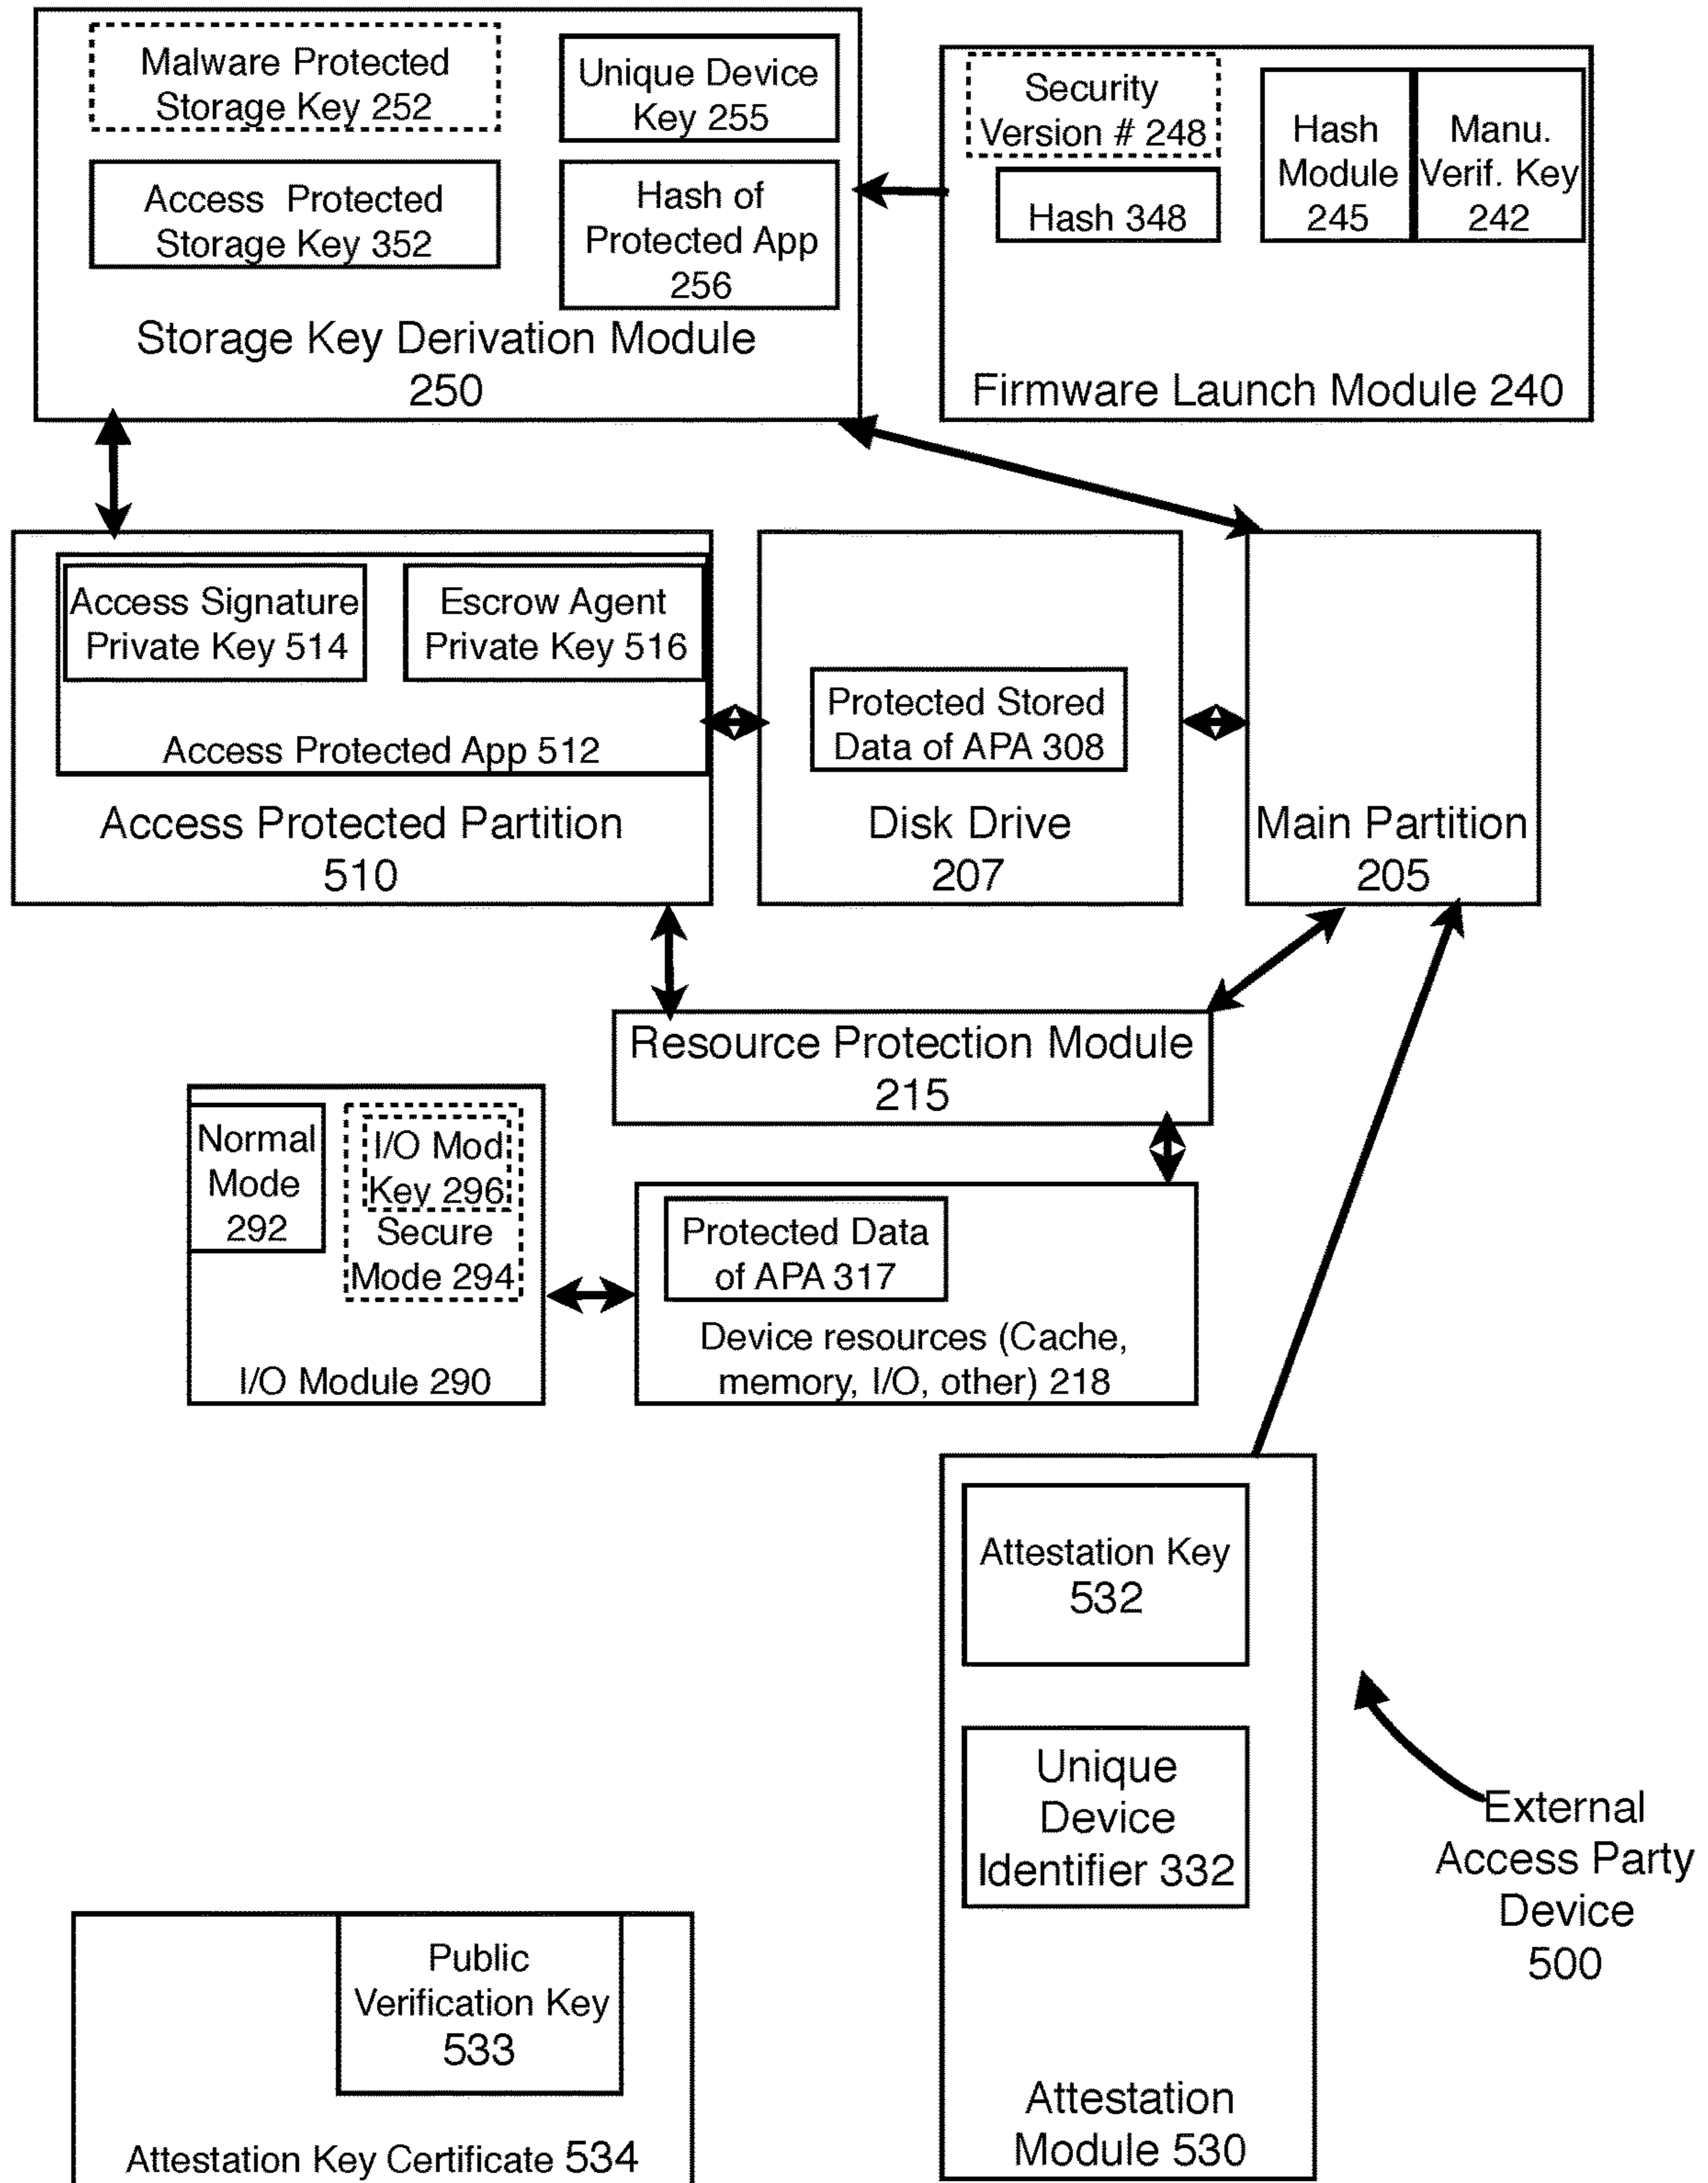 Malware Protected
Storage Key 252
Unique Device
Key 255
Access Protected
Storage Key 352
Hash of
Protected App
256
Storage Key Derivation Module
250
Security
Version # 248
Hash 348
Hash
Module
245
Manu.
Verif. Key
242
Firmware Launch Module 240
Access Signature
Private Key 514
Escrow Agent
Private Key 516
Access Protected App 512
Access Protected Partition
510
Protected Stored
Data of APA 308
Disk Drive
207
Main Partition
205
Resource Protection Module
215
Normal
Mode
292
I/O Mod
Key 296
Secure
Mode 294
I/O Module 290
Protected Data
of APA 317
Device resources (Cache,
memory, I/O, other) 218
Attestation Key
532
Unique
Device
Identifier 332
Attestation
Module 530
External
Access Party
Device
500
Public
Verification Key
533
Attestation Key Certificate 534